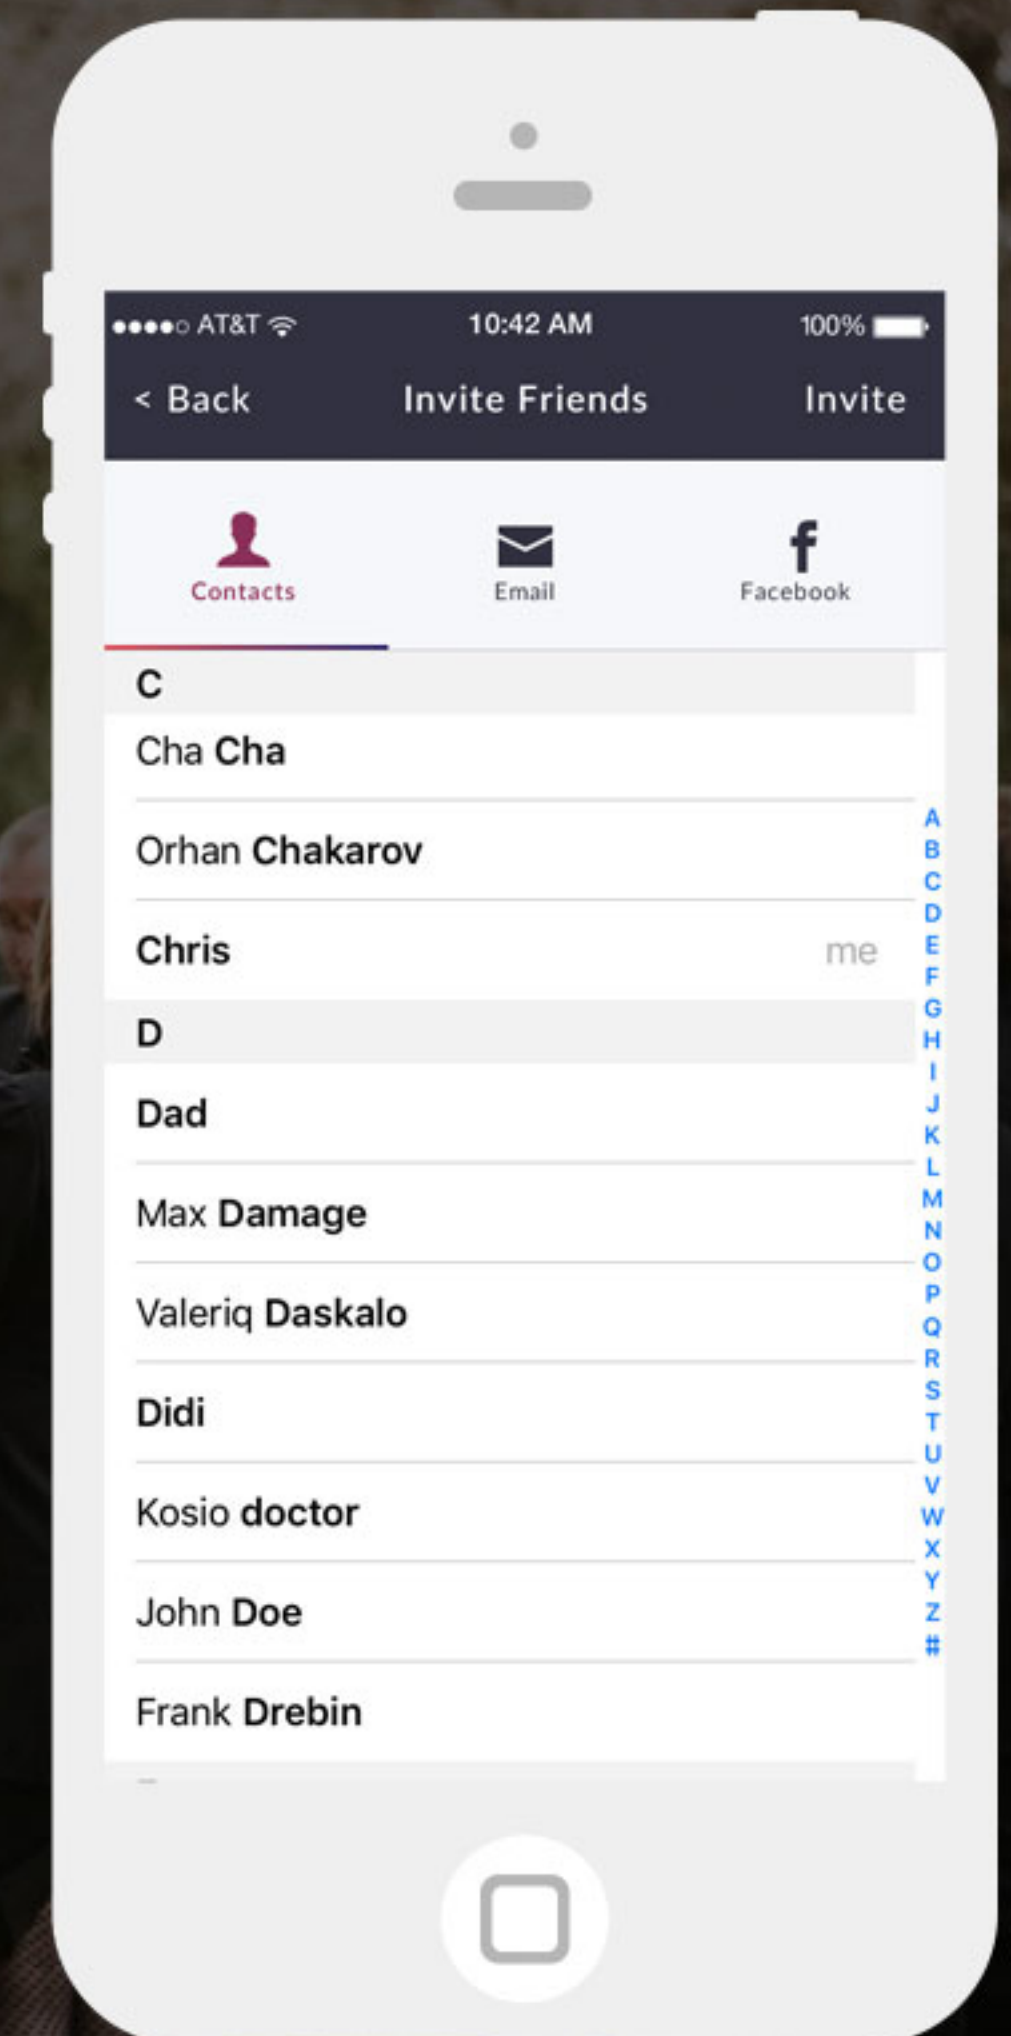 AT&T 10:42 AM 100%
< Back Invite Friends Invite
Contacts Email Facebook
C
Cha Cha
Orhan Chakarov
Chris me
D
Dad
Max Damage
Valeriq Daskalo
Didi
Kosio doctor
John Doe
Frank Drebin
A
B
C
D
E
F
G
H
I
J
K
L
M
N
O
P
Q
R
S
T
U
V
W
X
Y
Z
#